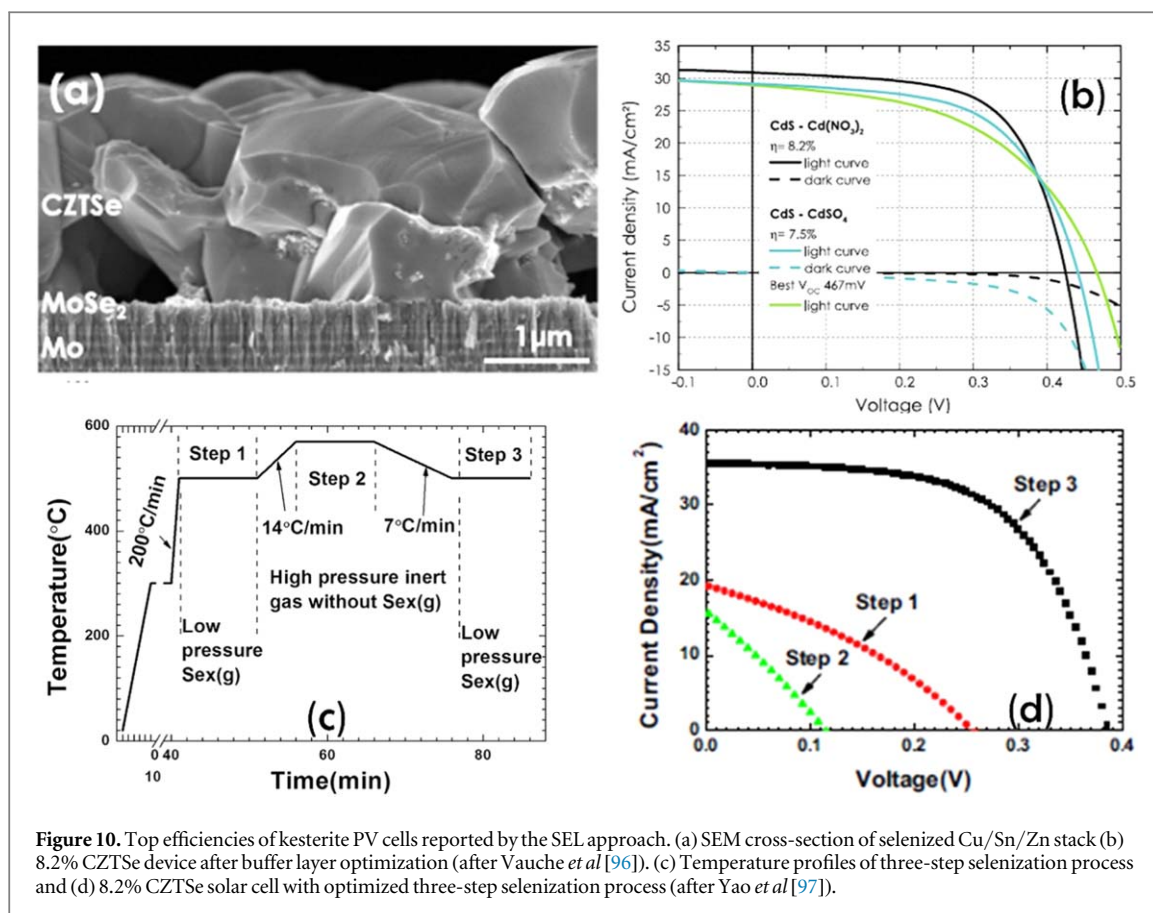 (a)
CZTSe
MoSe2
Mo
1µm
(b)
Current density (mA/cm²)
35
30
25
20
15
10
5
0
-5
-10
-15
CdS - Cd(NO3)2
η= 8.2%
light curve
dark curve
CdS - CdSO4
η= 7.5%
light curve
dark curve
Best VOC 467mV
light curve
-0.1 0.0 0.1 0.2 0.3 0.4 0.5
Voltage (V)
Temperature(°C)
600
400
200
0
Step 1
Step 2
Step 3
200°C/min
14°C/min
7°C/min
High pressure inert
gas without Sex(g)
Low
pressure
Sex(g)
Low
pressure
Sex(g)
(c)
10 40 60 80
Time(min)
Current Density(mA/cm2)
40
30
20
10
0
Step 3
Step 1
Step 2
(d)
0.0 0.1 0.2 0.3 0.4
Voltage(V)
Figure 10. Top efficiencies of kesterite PV cells reported by the SEL approach. (a) SEM cross-section of selenized Cu/Sn/Zn stack (b)
8.2% CZTSe device after buffer layer optimization (after Vauche et al [96]). (c) Temperature profiles of three-step selenization process
and (d) 8.2% CZTSe solar cell with optimized three-step selenization process (after Yao et al [97]).